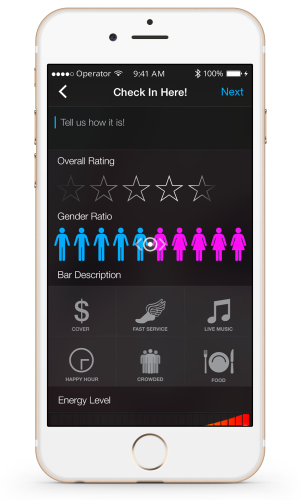 Operator 9:41 AM 100%
Check In Here! Next
Tell us how it is!
Overall Rating
Gender Ratio
Bar Description
$
COVER FAST SERVICE LIVE MUSIC
HAPPY HOUR CROWDED FOOD
Energy Level